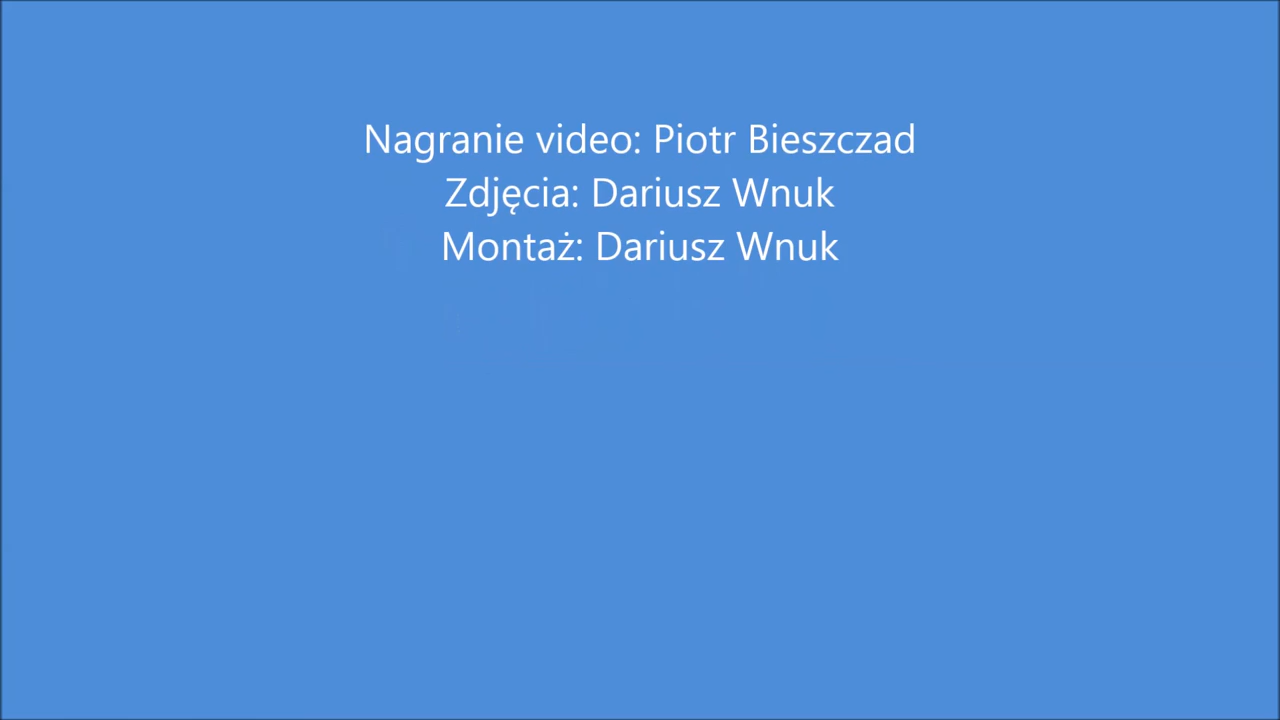 Nagranie video: Piotr Bieszczad
Zdjęcia: Dariusz Wnuk
Montaż: Dariusz Wnuk